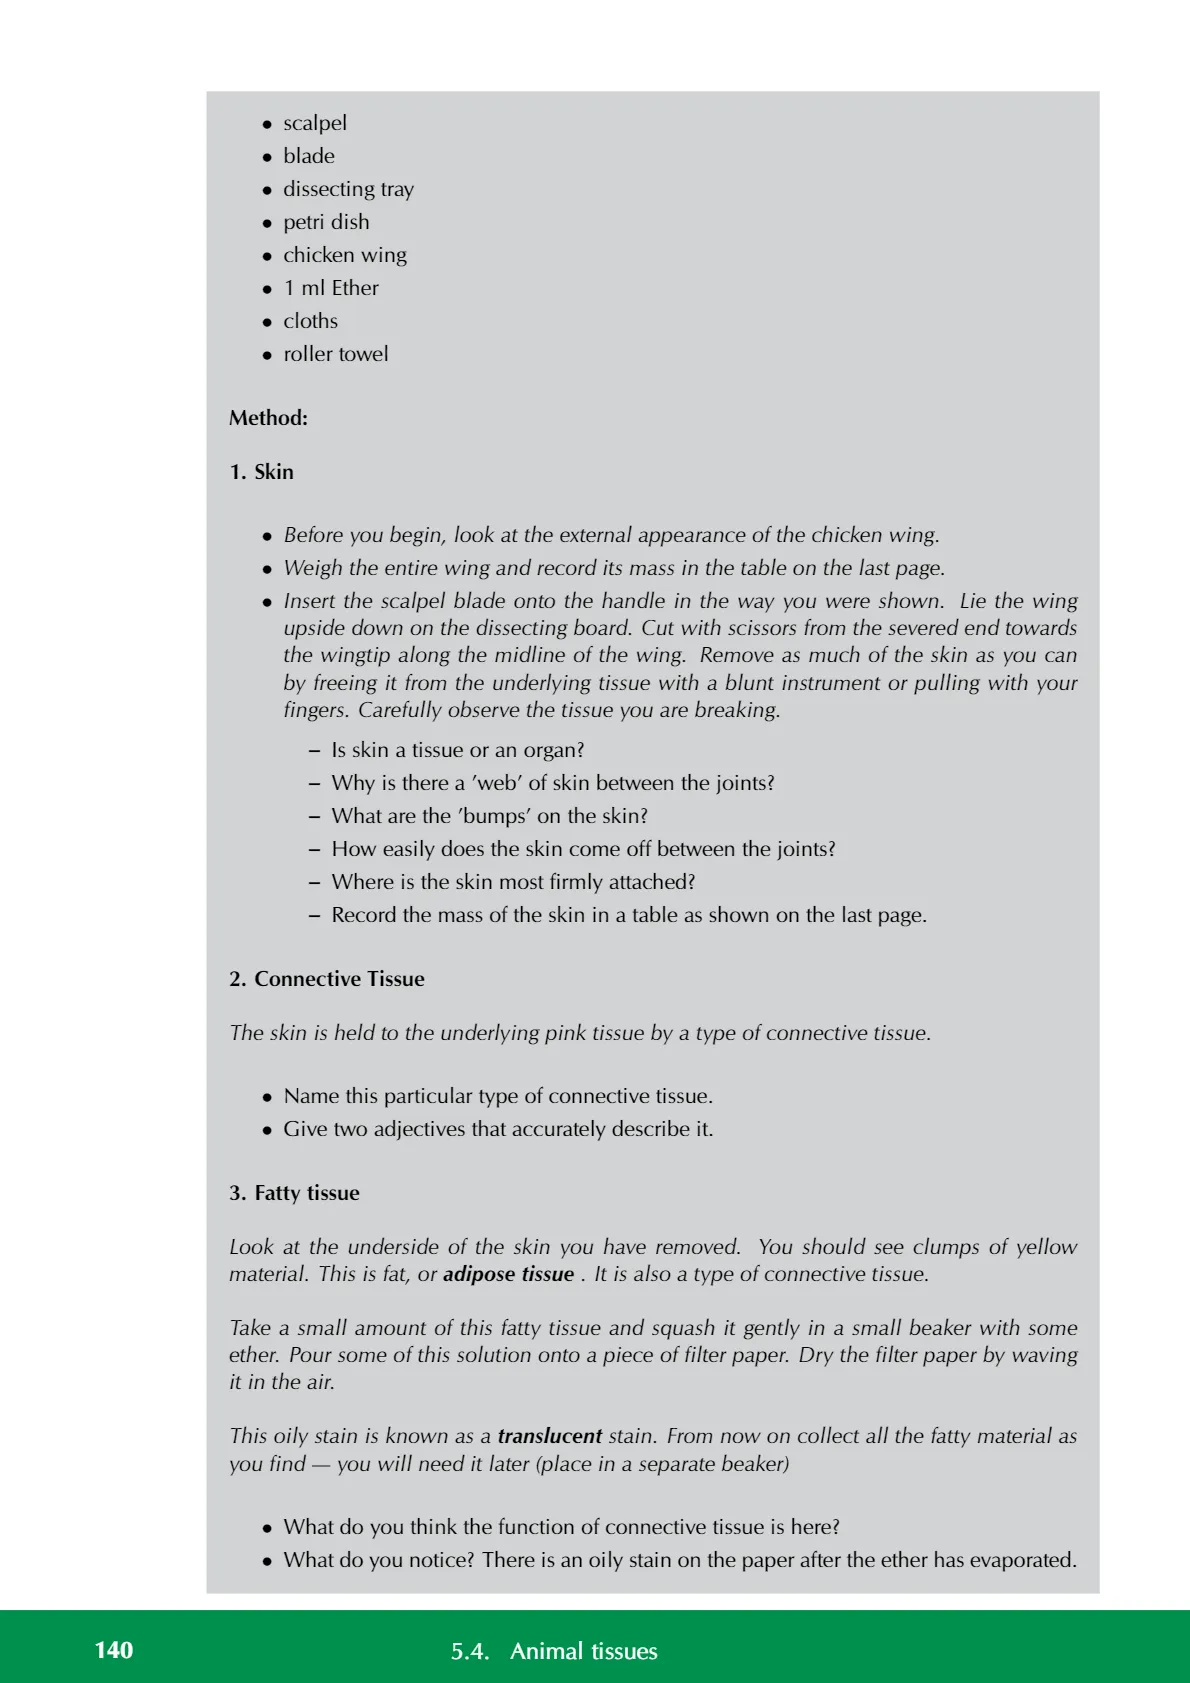 • scalpel
• blade
• dissecting tray
• petri dish
• chicken wing
• 1 ml Ether
• cloths
• roller towel
Method:
1. Skin
• Before you begin, look at the external appearance of the chicken wing.
• Weigh the entire wing and record its mass in the table on the last page.
• Insert the scalpel blade onto the handle in the way you were shown. Lie the wing
upside down on the dissecting board. Cut with scissors from the severed end towards
the wingtip along the midline of the wing. Remove as much of the skin as you can
by freeing it from the underlying tissue with a blunt instrument or pulling with your
fingers. Carefully observe the tissue you are breaking.
– Is skin a tissue or an organ?
– Why is there a ’web’ of skin between the joints?
– What are the ’bumps’ on the skin?
– How easily does the skin come off between the joints?
– Where is the skin most firmly attached?
– Record the mass of the skin in a table as shown on the last page.
2. Connective Tissue
The skin is held to the underlying pink tissue by a type of connective tissue.
• Name this particular type of connective tissue.
• Give two adjectives that accurately describe it.
3. Fatty tissue
Look at the underside of the skin you have removed. You should see clumps of yellow
material. This is fat, or adipose tissue . It is also a type of connective tissue.
Take a small amount of this fatty tissue and squash it gently in a small beaker with some
ether. Pour some of this solution onto a piece of filter paper. Dry the filter paper by waving
it in the air.
This oily stain is known as a translucent stain. From now on collect all the fatty material as
you find — you will need it later (place in a separate beaker)
• What do you think the function of connective tissue is here?
• What do you notice? There is an oily stain on the paper after the ether has evaporated.
140 5.4. Animal tissues